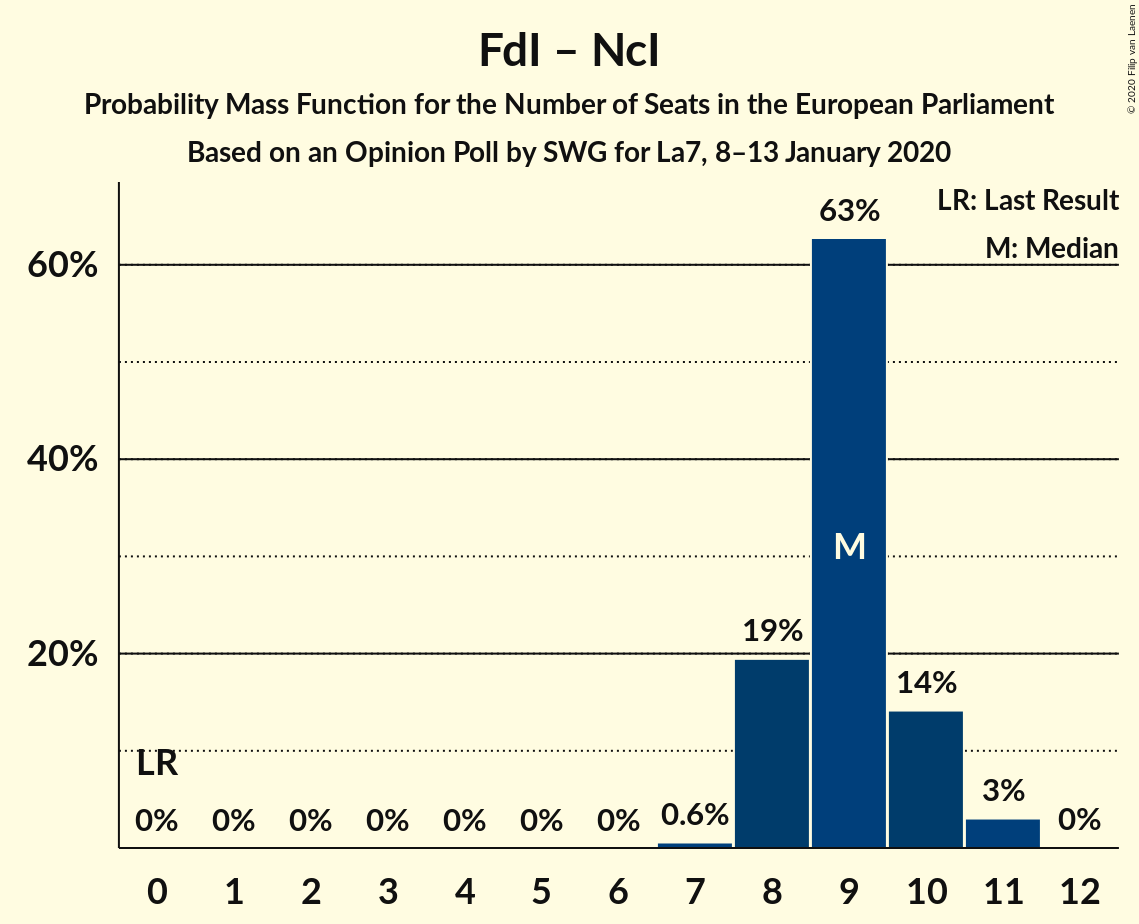 FdI – NcI
Probability Mass Function for the Number of Seats in the European Parliament
Based on an Opinion Poll by SWG for La7, 8–13 January 2020
© 2020 Filip van Laenen
LR: Last Result
M: Median
60%
40%
20%
63%
M
19%
14%
LR
0% 0% 0% 0% 0% 0% 0% 0.6% 3% 0%
0 1 2 3 4 5 6 7 8 9 10 11 12